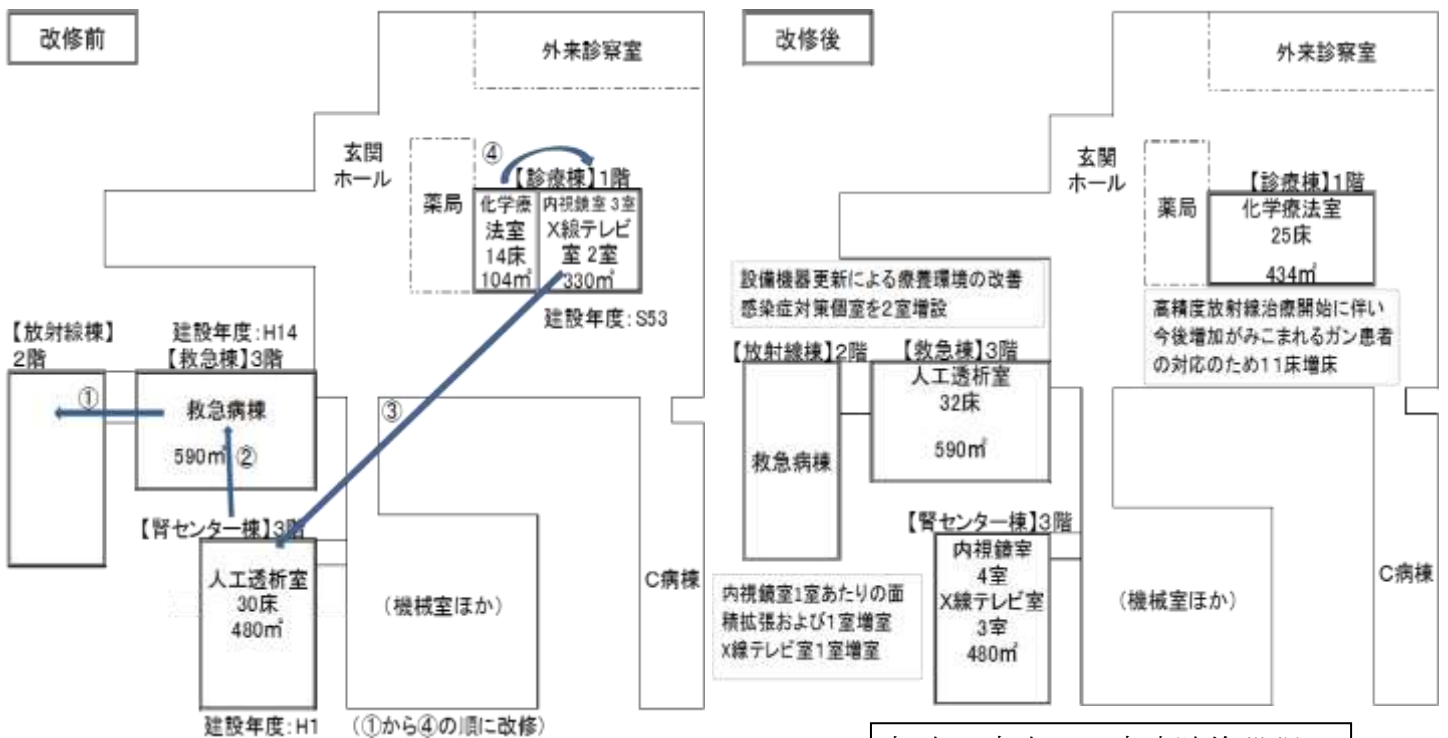 改修前
外来診察室
玄関
ホール
薬局
④
【診療棟】1階
化学療
法室
14床
104㎡
内視鏡室 3室
X線テレビ
室 2室
330㎡
建設年度:S53
【放射線棟】
2階
建設年度:H14
【救急棟】3階
①
救急病棟
590㎡
②
③
【腎センター棟】3階
人工透析室
30床
480㎡
(機械室ほか)
C病棟
建設年度:H1
(①から④の順に改修)
改修後
外来診察室
玄関
ホール
薬局
【診療棟】1階
化学療法室
25床
434㎡
設備機器更新による療養環境の改善
感染症対策個室を2室増設
高精度放射線治療開始に伴い
今後増加がみこまれるガン患者
の対応のため11床増床
【放射線棟】2階
【救急棟】3階
人工透析室
32床
590㎡
救急病棟
【腎センター棟】3階
内視鏡室
4室
X線テレビ室
3室
480㎡
内視鏡室1室あたりの面
積拡張および1室増室
X線テレビ室1室増室
(機械室ほか)
C病棟